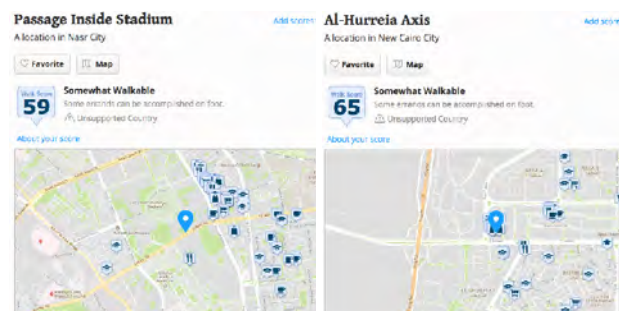 Passage Inside Stadium
Add scores
A location in Nasr City
Favorite
Map
Walk Score
59
Somewhat Walkable
Some errands can be accomplished on foot.
Unsupported Country
About your score
Al-Hurreia Axis
Add score
A location in New Cairo City
Favorite
Map
Walk Score
65
Somewhat Walkable
Some errands can be accomplished on foot.
Unsupported Country
About your score